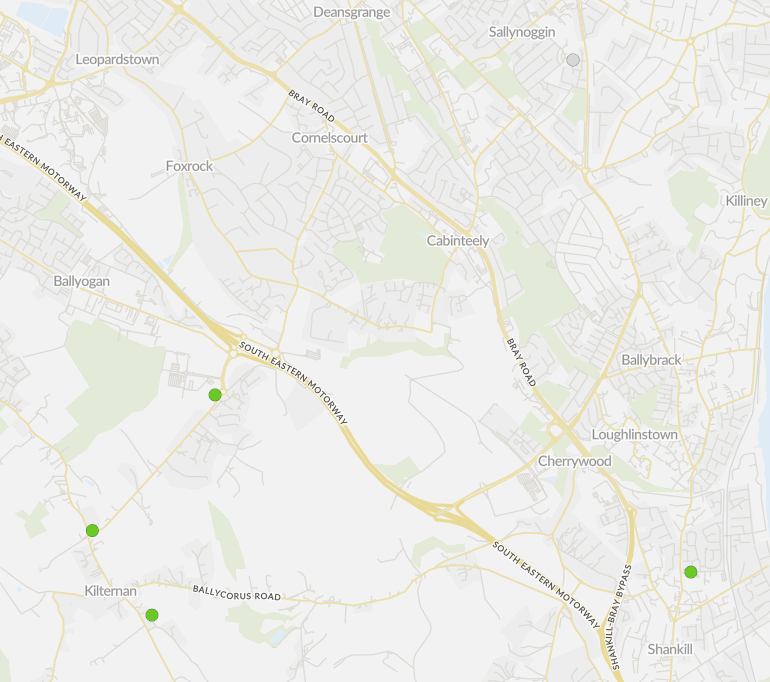 Deansgrange
Sallynoggin
Leopardstown
BRAY ROAD
Cornelscourt
H EASTERN MOTORWAY
Foxrock
Killiney
Cabinteely
Ballyogan
SOUTH EASTERN MOTORWAY
BRAY ROAD
Ballybrack
Loughlinstown
Cherrywood
SOUTH EASTERN MOTORWAY
Kilternan
BALLYCORUS ROAD
SHANKILL-BRAY BYPASS
Shankill